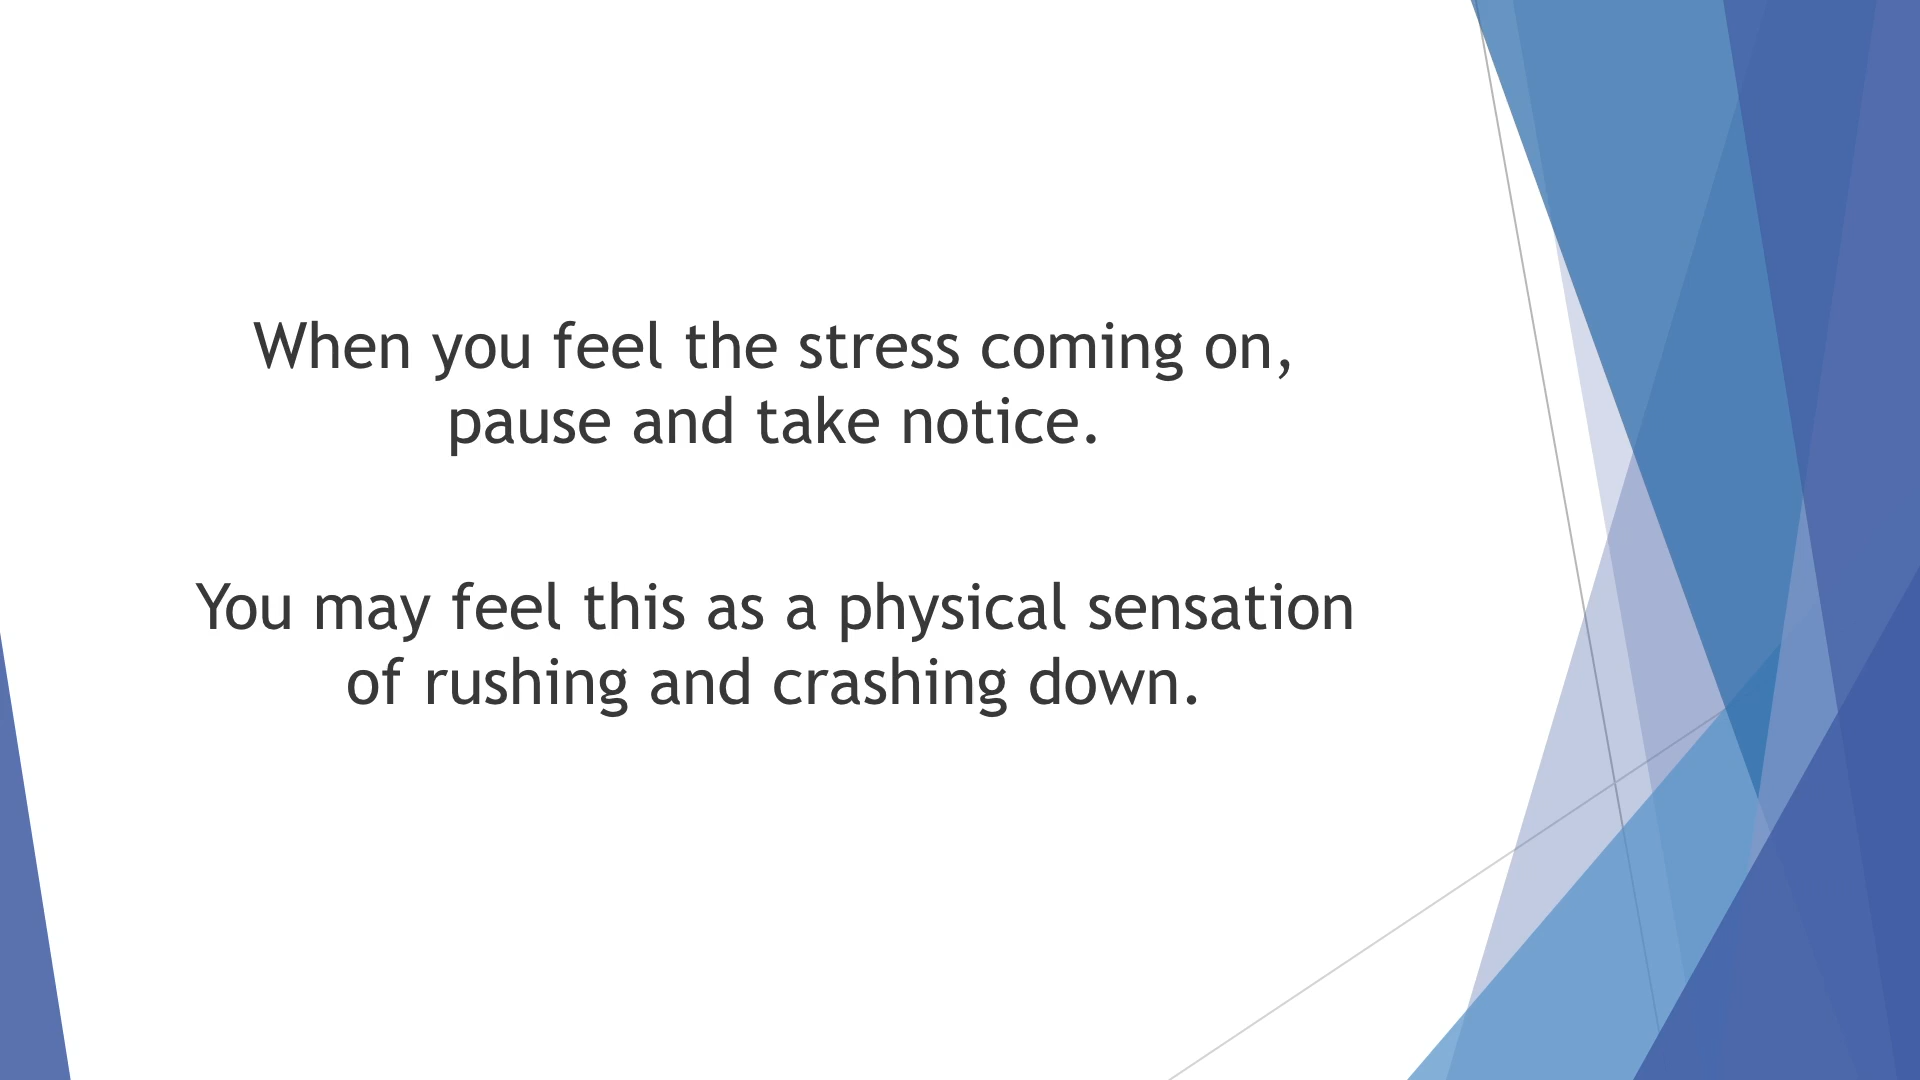 When you feel the stress coming on,
pause and take notice.
You may feel this as a physical sensation
of rushing and crashing down.